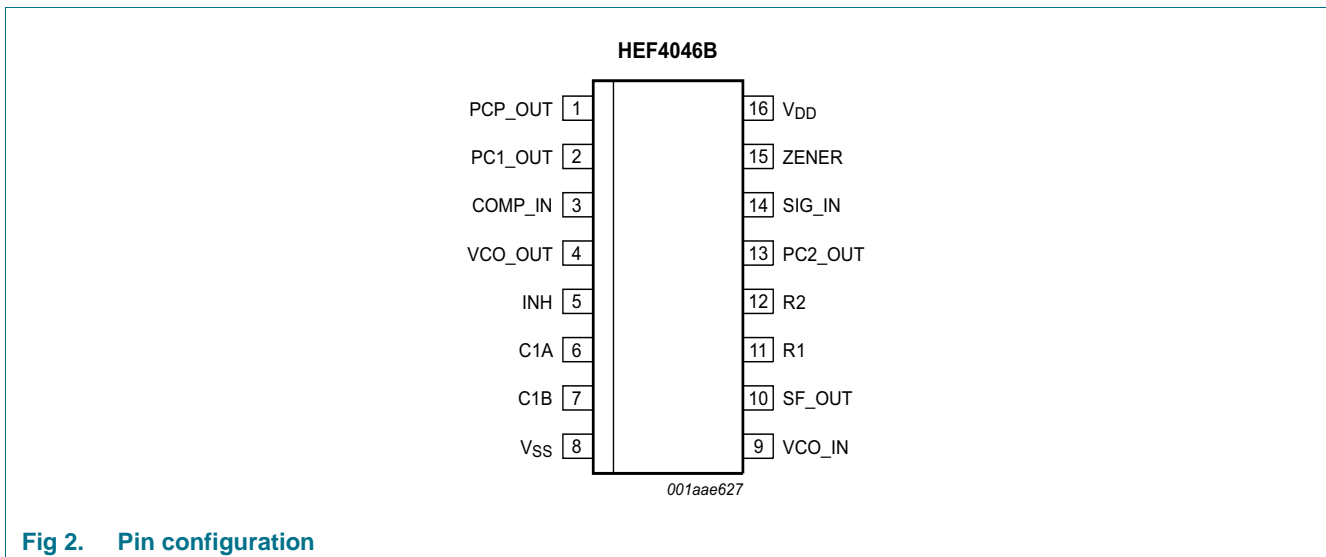 HEF4046B
PCP_OUT 1 16 VDD
PC1_OUT 2 15 ZENER
COMP_IN 3 14 SIG_IN
VCO_OUT 4 13 PC2_OUT
INH 5 12 R2
C1A 6 11 R1
C1B 7 10 SF_OUT
VSS 8 9 VCO_IN
001aae627
Fig 2. Pin configuration